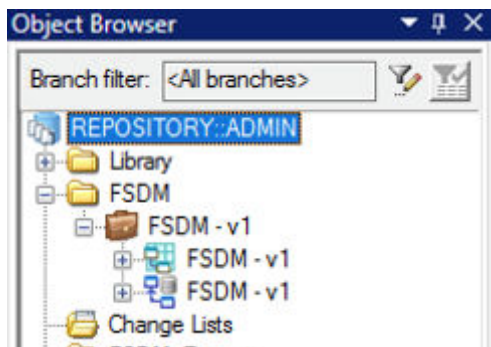 Object Browser
Branch filter: <All branches>
REPOSITORY::ADMIN
Library
FSDM
FSDM - v1
FSDM - v1
FSDM - v1
Change Lists